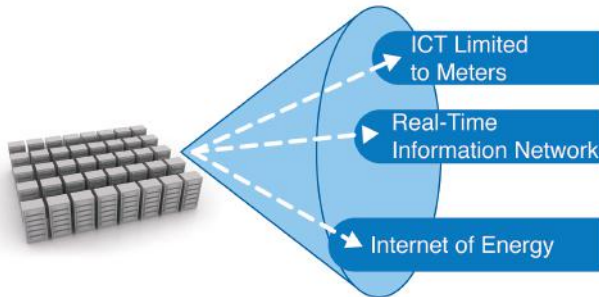 ICT Limited
to Meters
Real-Time
Information Network
Internet of Energy